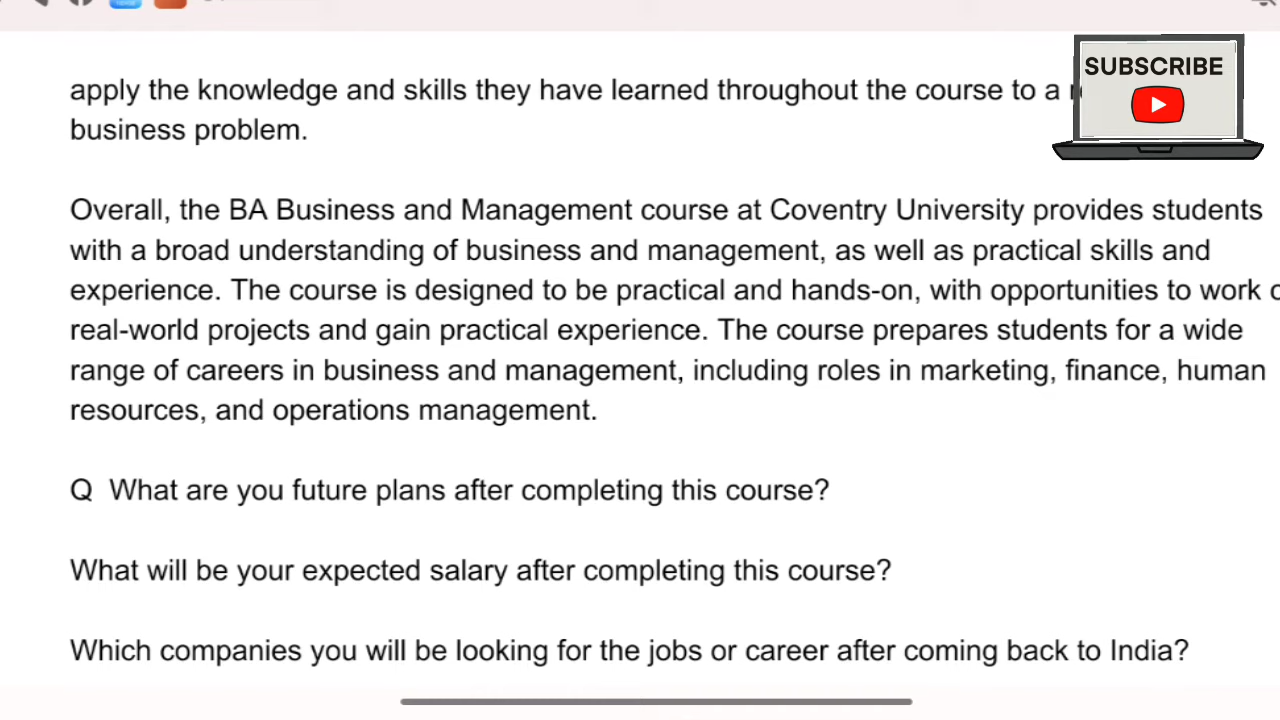 apply the knowledge and skills they have learned throughout the course to a
SUBSCRIBE
business problem.
Overall, the BA Business and Management course at Coventry University provides students
with a broad understanding of business and management, as well as practical skills and
experience. The course is designed to be practical and hands-on, with opportunities to work
real-world projects and gain practical experience. The course prepares students for a wide
range of careers in business and management, including roles in marketing, finance, human
resources, and operations management.
Q What are you future plans after completing this course?
What will be your expected salary after completing this course?
Which companies you will be looking for the jobs or career after coming back to India?